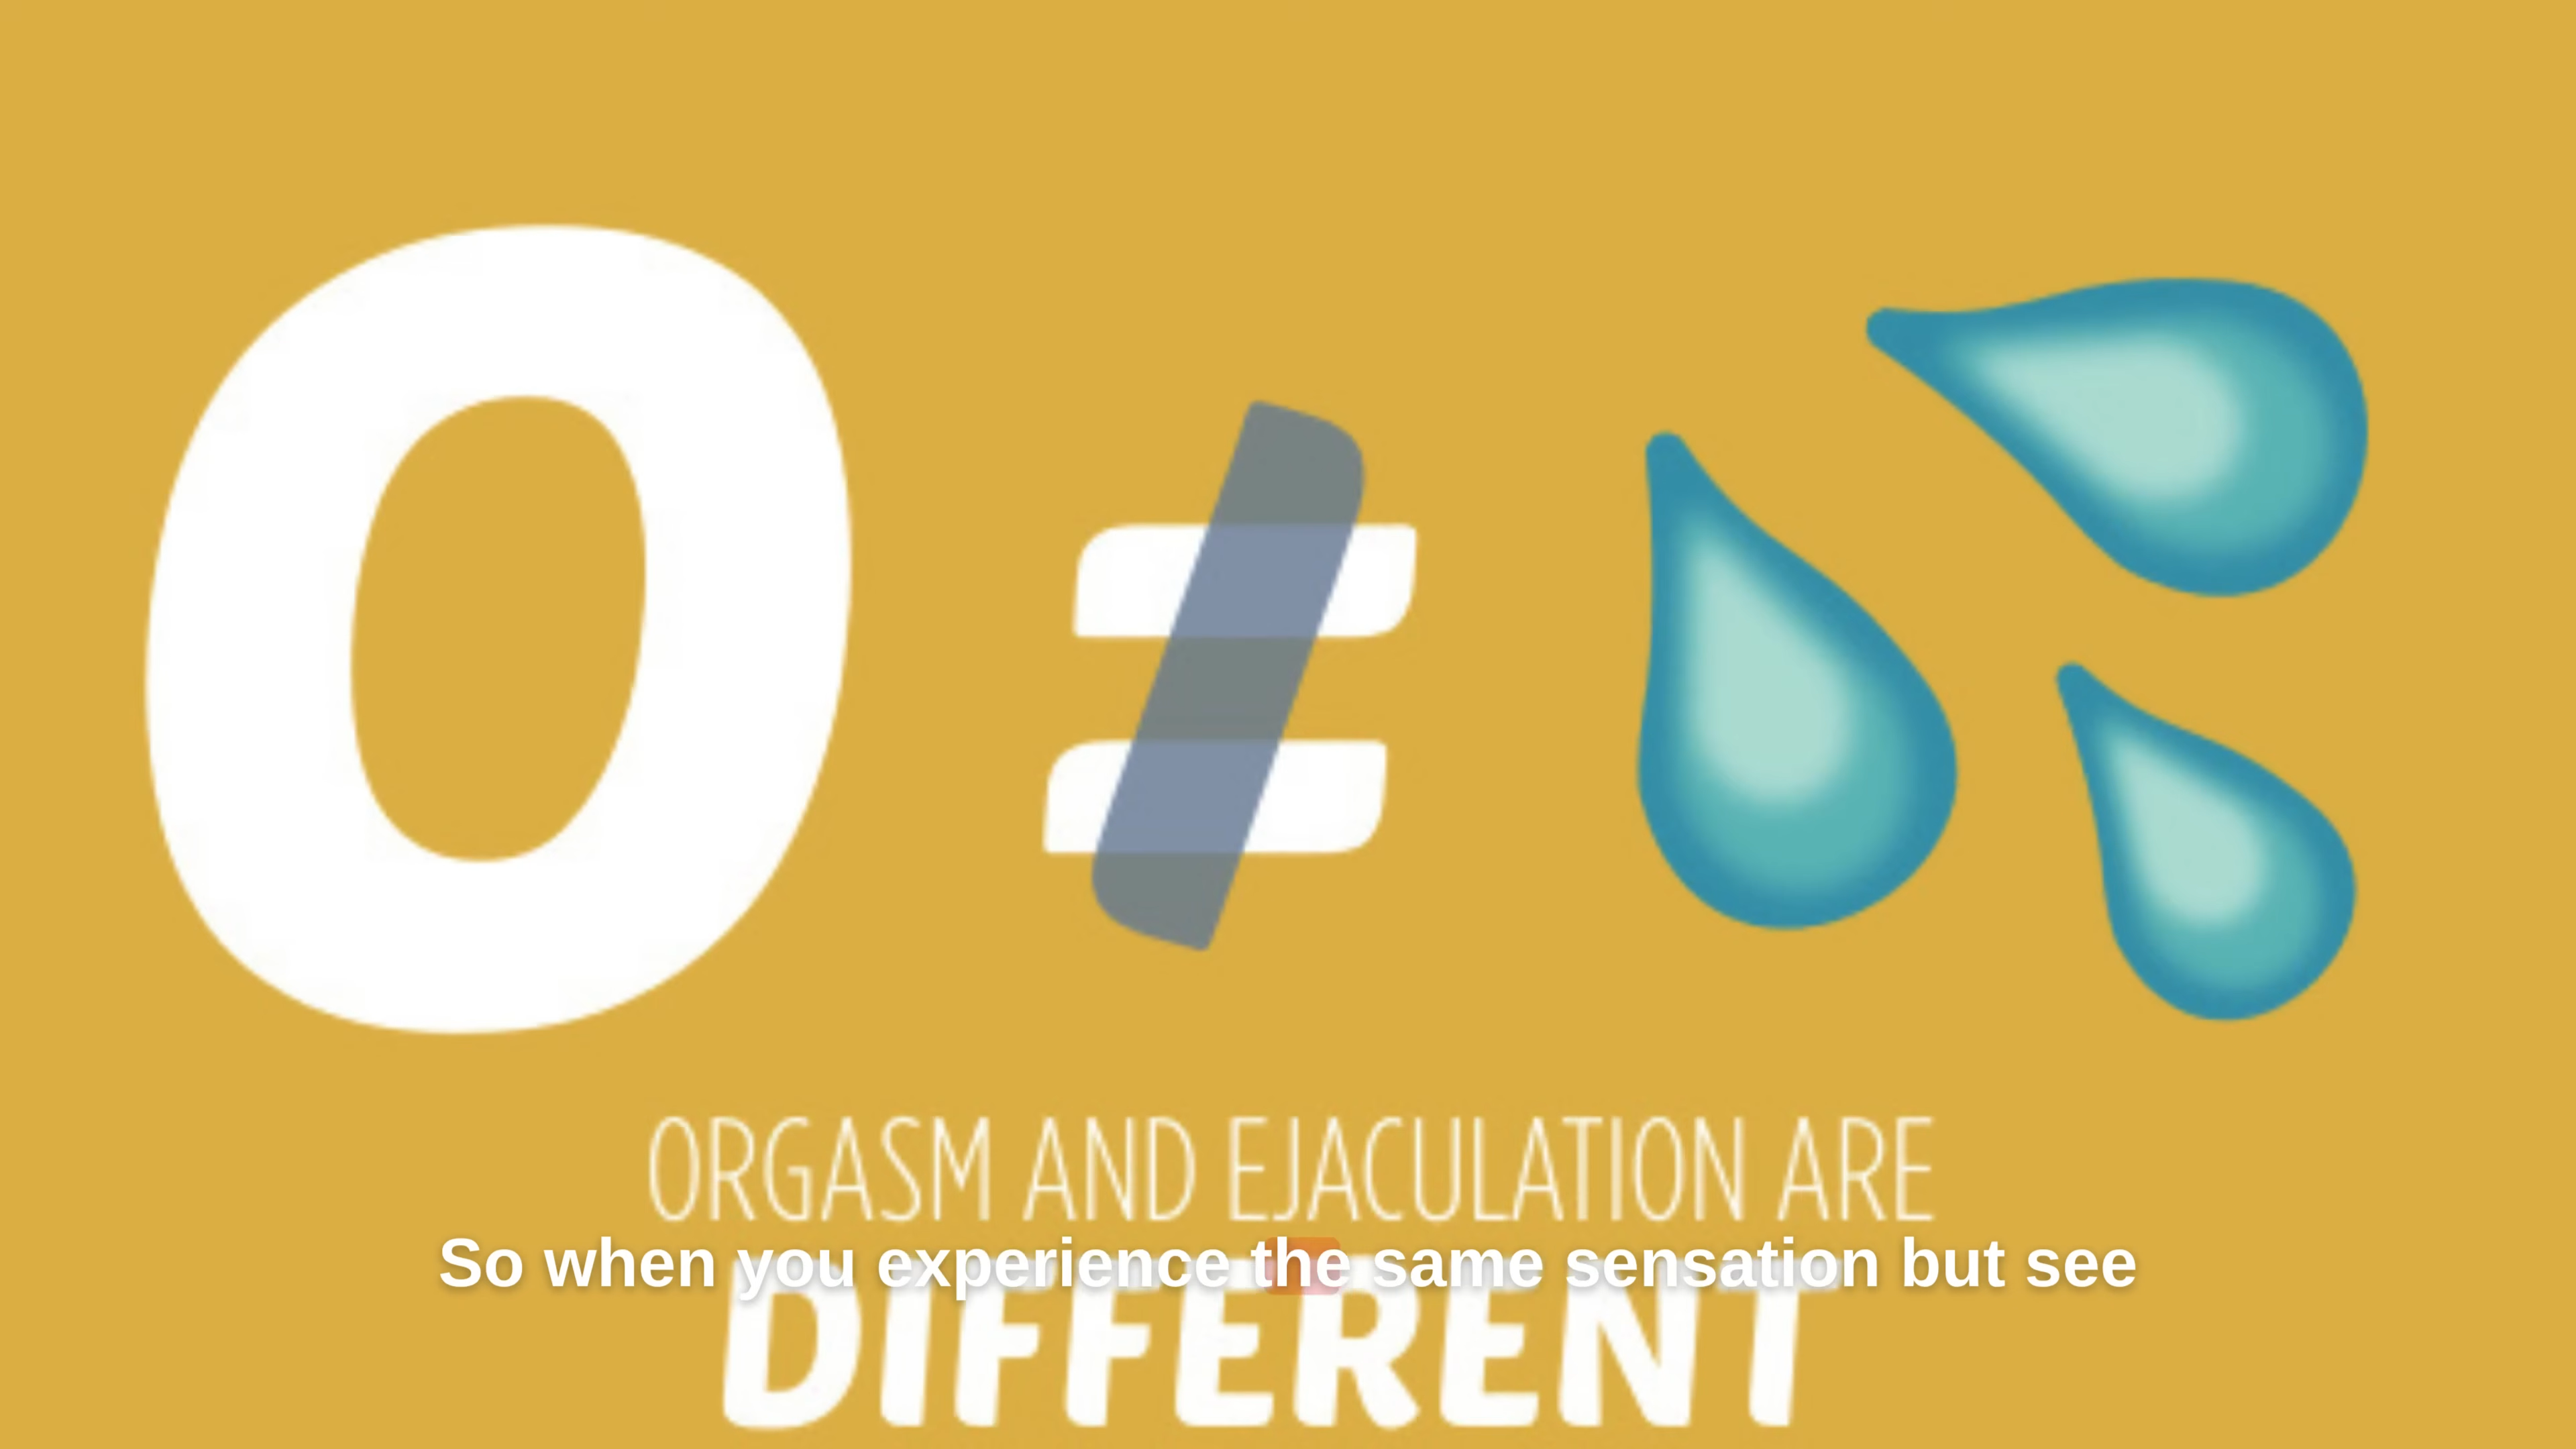 O ≠
ORGASM AND EJACULATION ARE
So when you experience the same sensation but see
DIFFERENT